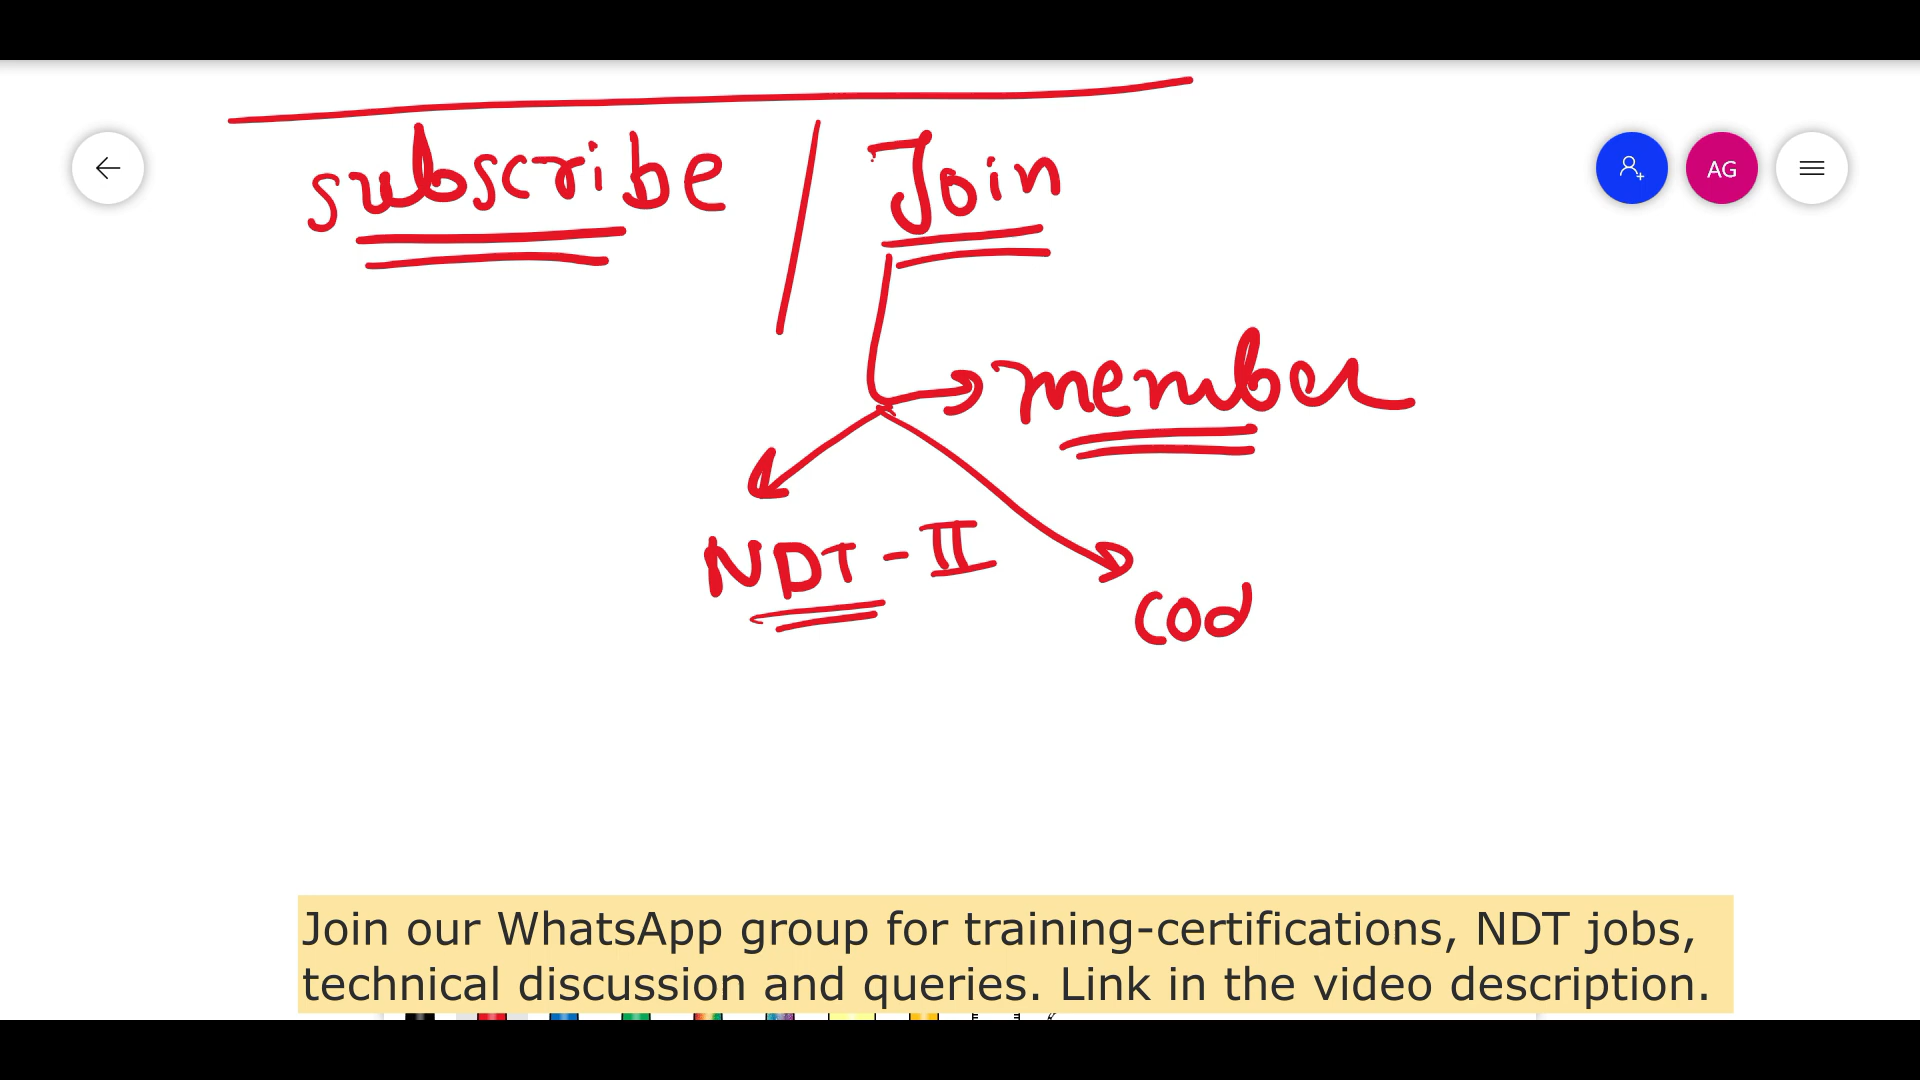 subscribe / Join
AG
member
NDT - II
cod
Join our WhatsApp group for training-certifications, NDT jobs,
technical discussion and queries. Link in the video description.